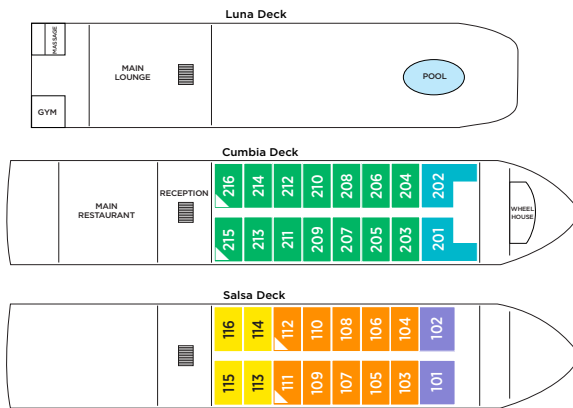 Luna Deck
MASSAGE
MAIN
LOUNGE
POOL
GYM
Cumbia Deck
216 214 212 210 208 206 204 202
MAIN
RESTAURANT
RECEPTION
WHEEL
HOUSE
215 213 211 209 207 205 203 201
Salsa Deck
116 114 112 110 108 106 104 102
115 113 111 109 107 105 103 101